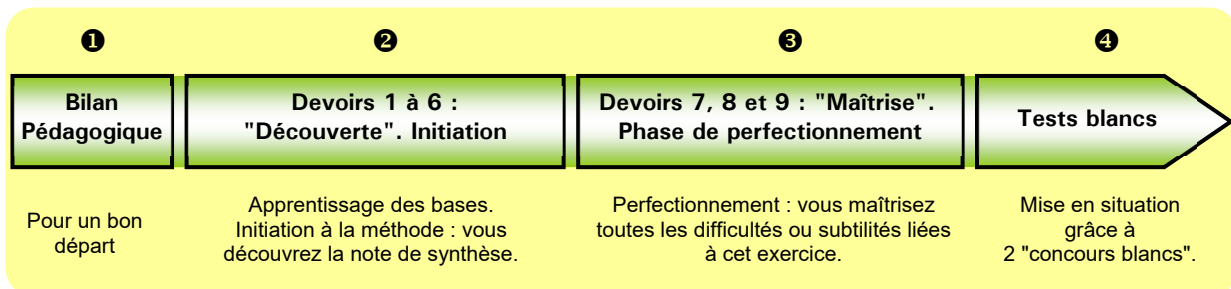 ❶
❷
❸
❹
Bilan
Pédagogique
Devoirs 1 à 6 :
"Découverte". Initiation
Devoirs 7, 8 et 9 : "Maîtrise".
Phase de perfectionnement
Tests blancs
Pour un bon
départ
Apprentissage des bases.
Initiation à la méthode : vous
découvrez la note de synthèse.
Perfectionnement : vous maîtrisez
toutes les difficultés ou subtilités liées
à cet exercice.
Mise en situation
grâce à
2 "concours blancs".